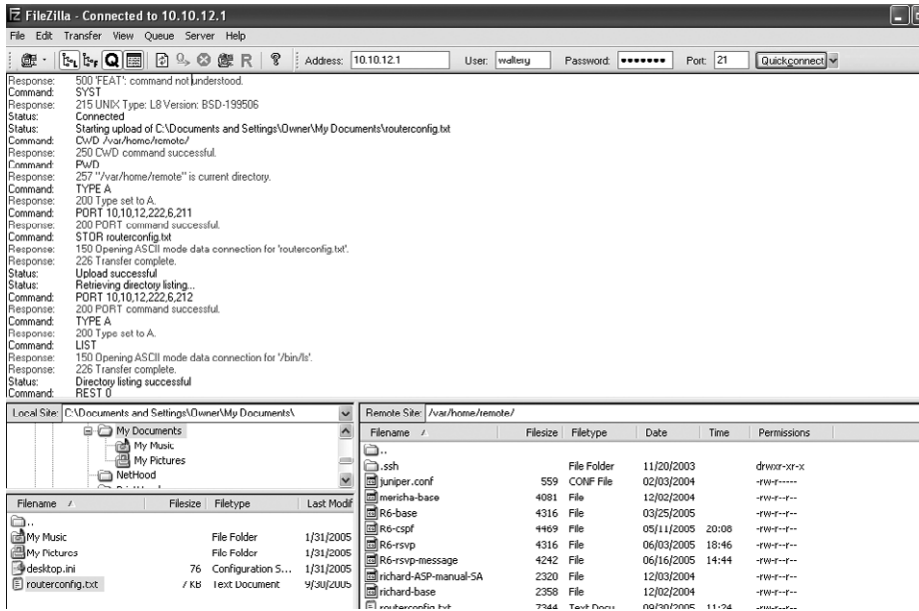 FileZilla - Connected to 10.10.12.1
File Edit Transfer View Queue Server Help
Address: 10.10.12.1 User: wallerg Password: ●●●●●●● Port: 21 Quickconnect
Response: 500 'FEAT': command not understood.
Command: SYST
Response: 215 UNIX Type: L8 Version: BSD-199506
Status: Connected
Status: Starting upload of C:\Documents and Settings\Owner\My Documents\routerconfig.txt
Command: CWD /var/home/remote/
Response: 250 CWD command successful.
Command: PWD
Response: 257 "/var/home/remote" is current directory.
Command: TYPE A
Response: 200 Type set to A.
Command: PORT 10,10,12,222,6,211
Response: 200 PORT command successful.
Command: STOR routerconfig.txt
Response: 150 Opening ASCII mode data connection for 'routerconfig.txt'.
Response: 226 Transfer complete.
Status: Upload successful
Status: Retrieving directory listing...
Command: PORT 10,10,12,222,6,212
Response: 200 PORT command successful.
Command: TYPE A
Response: 200 Type set to A.
Command: LIST
Response: 150 Opening ASCII mode data connection for '/bin/ls'.
Response: 226 Transfer complete.
Status: Directory listing successful
Command: REST 0
Local Site: C:\Documents and Settings\Owner\My Documents\
My Documents
My Music
My Pictures
NetHood
Filename / Filesize Filetype Last Modif
..
My Music File Folder 1/31/2005
My Pictures File Folder 1/31/2005
desktop.ini 76 Configuration S... 1/31/2005
routerconfig.txt 7 KB Text Document 9/30/2005
Remote Site: /var/home/remote/
Filename / Filesize Filetype Date Time Permissions
..
.ssh File Folder 11/20/2003 drwxr-xr-x
juniper.conf 559 CONF File 02/03/2004 -rw-r-----
merisha-base 4081 File 12/02/2004 -rw-r--r--
R6-base 4316 File 03/25/2005 -rw-r--r--
R6-cspf 4469 File 05/11/2005 20:08 -rw-r--r--
R6-rsvp 4316 File 06/03/2005 18:46 -rw-r--r--
R6-rsvp-message 4242 File 06/16/2005 14:44 -rw-r--r--
richard-ASP-manual-SA 2320 File 12/03/2004 -rw-r--r--
richard-base 2358 File 12/02/2004 -rw-r--r--
routerconfig.txt 7344 Text Docu... 09/30/2005 11:24 -rw-r--r--